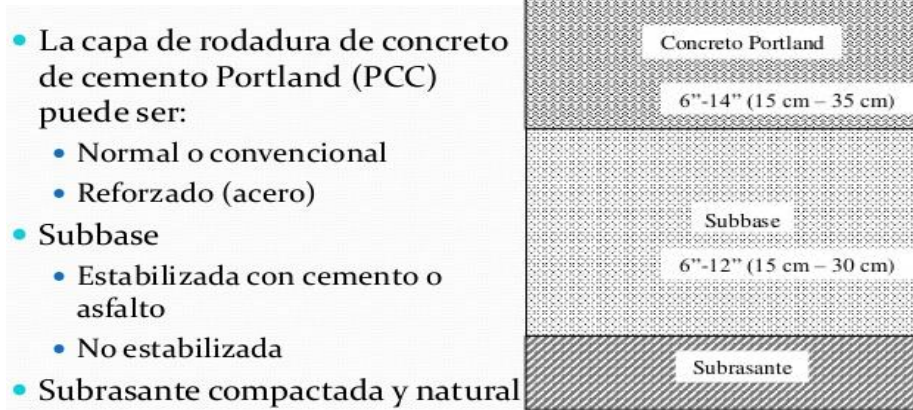 La capa de rodadura de concreto
de cemento Portland (PCC)
puede ser:
Normal o convencional
Reforzado (acero)
Subbase
Estabilizada con cemento o
asfalto
No estabilizada
Subrasante compactada y natural
Concreto Portland
6”-14” (15 cm – 35 cm)
Subbase
6”-12” (15 cm – 30 cm)
Subrasante